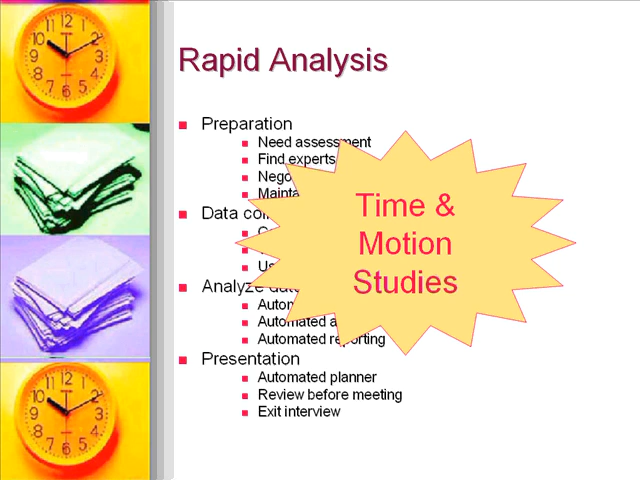 Rapid Analysis
Preparation
Need assessment
Find experts
Data
Analyze
Automated
Automated reporting
Presentation
Automated planner
Review before meeting
Exit interview
Time &
Motion
Studies